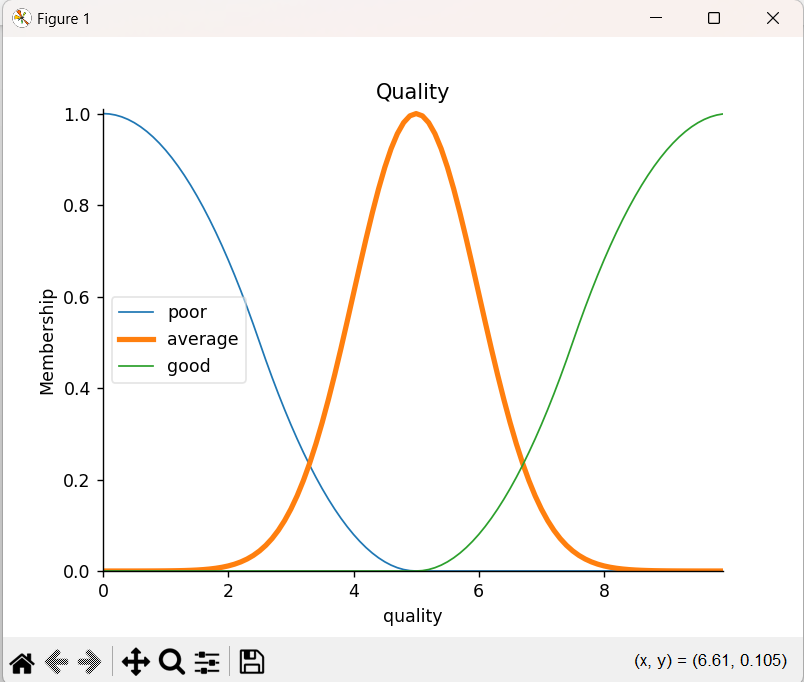 Figure 1
Quality
1.0
0.8
0.6
0.4
0.2
0.0
Membership
poor
average
good
0 2 4 6 8
quality
(x, y) = (6.61, 0.105)